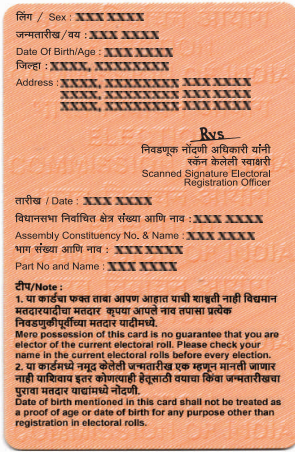 लिंग / Sex : XXX XXXX
जन्मतारीख/वय : XXX XXXX
Date Of Birth/Age : XXX XXXX
जिल्हा : XXXX, XXXXXXXX
Address : XXXX, XXXXXXXXXX XXX XXXX
XXXX, XXXXXXXXXX XXX XXXX
XXXX, XXXXXXXXXX XXX XXXX
Rvs
निवडणूक नोंदणी अधिकारी यांनी
स्कॅन केलेली स्वाक्षरी
Scanned Signature Electoral
Registration Officer
तारीख / Date : XXX XXXX
विधानसभा निर्वाचित क्षेत्र संख्या आणि नाव : XXX XXXX
Assembly Constituency No. & Name : XXX XXXX
भाग संख्या आणि नाव : XXX XXXX
Part No and Name : XXX XXXX
टीप/Note :
1. या कार्डचा फक्त ताबा आपण आहात याची शाश्वती नाही विद्यमान
मतदारयादीचा मतदार कृपया आपले नाव तपासा प्रत्येक
निवडणुकीपूर्वीच्या मतदार यादीमध्ये.
Mere possession of this card is no guarantee that you are
elector of the current electoral roll. Please check your
name in the current electoral rolls before every election.
2. या कार्डमध्ये नमूद केलेली जन्मतारीख एक म्हणून मानली जाणार
नाही याशिवाय इतर कोणत्याही हेतूसाठी वयाचा किंवा जन्मतारखेचा
पुरावा मतदार याद्यांमध्ये नोंदणी.
Date of birth mentioned in this card shall not be treated as
a proof of age or date of birth for any purpose other than
registration in electoral rolls.